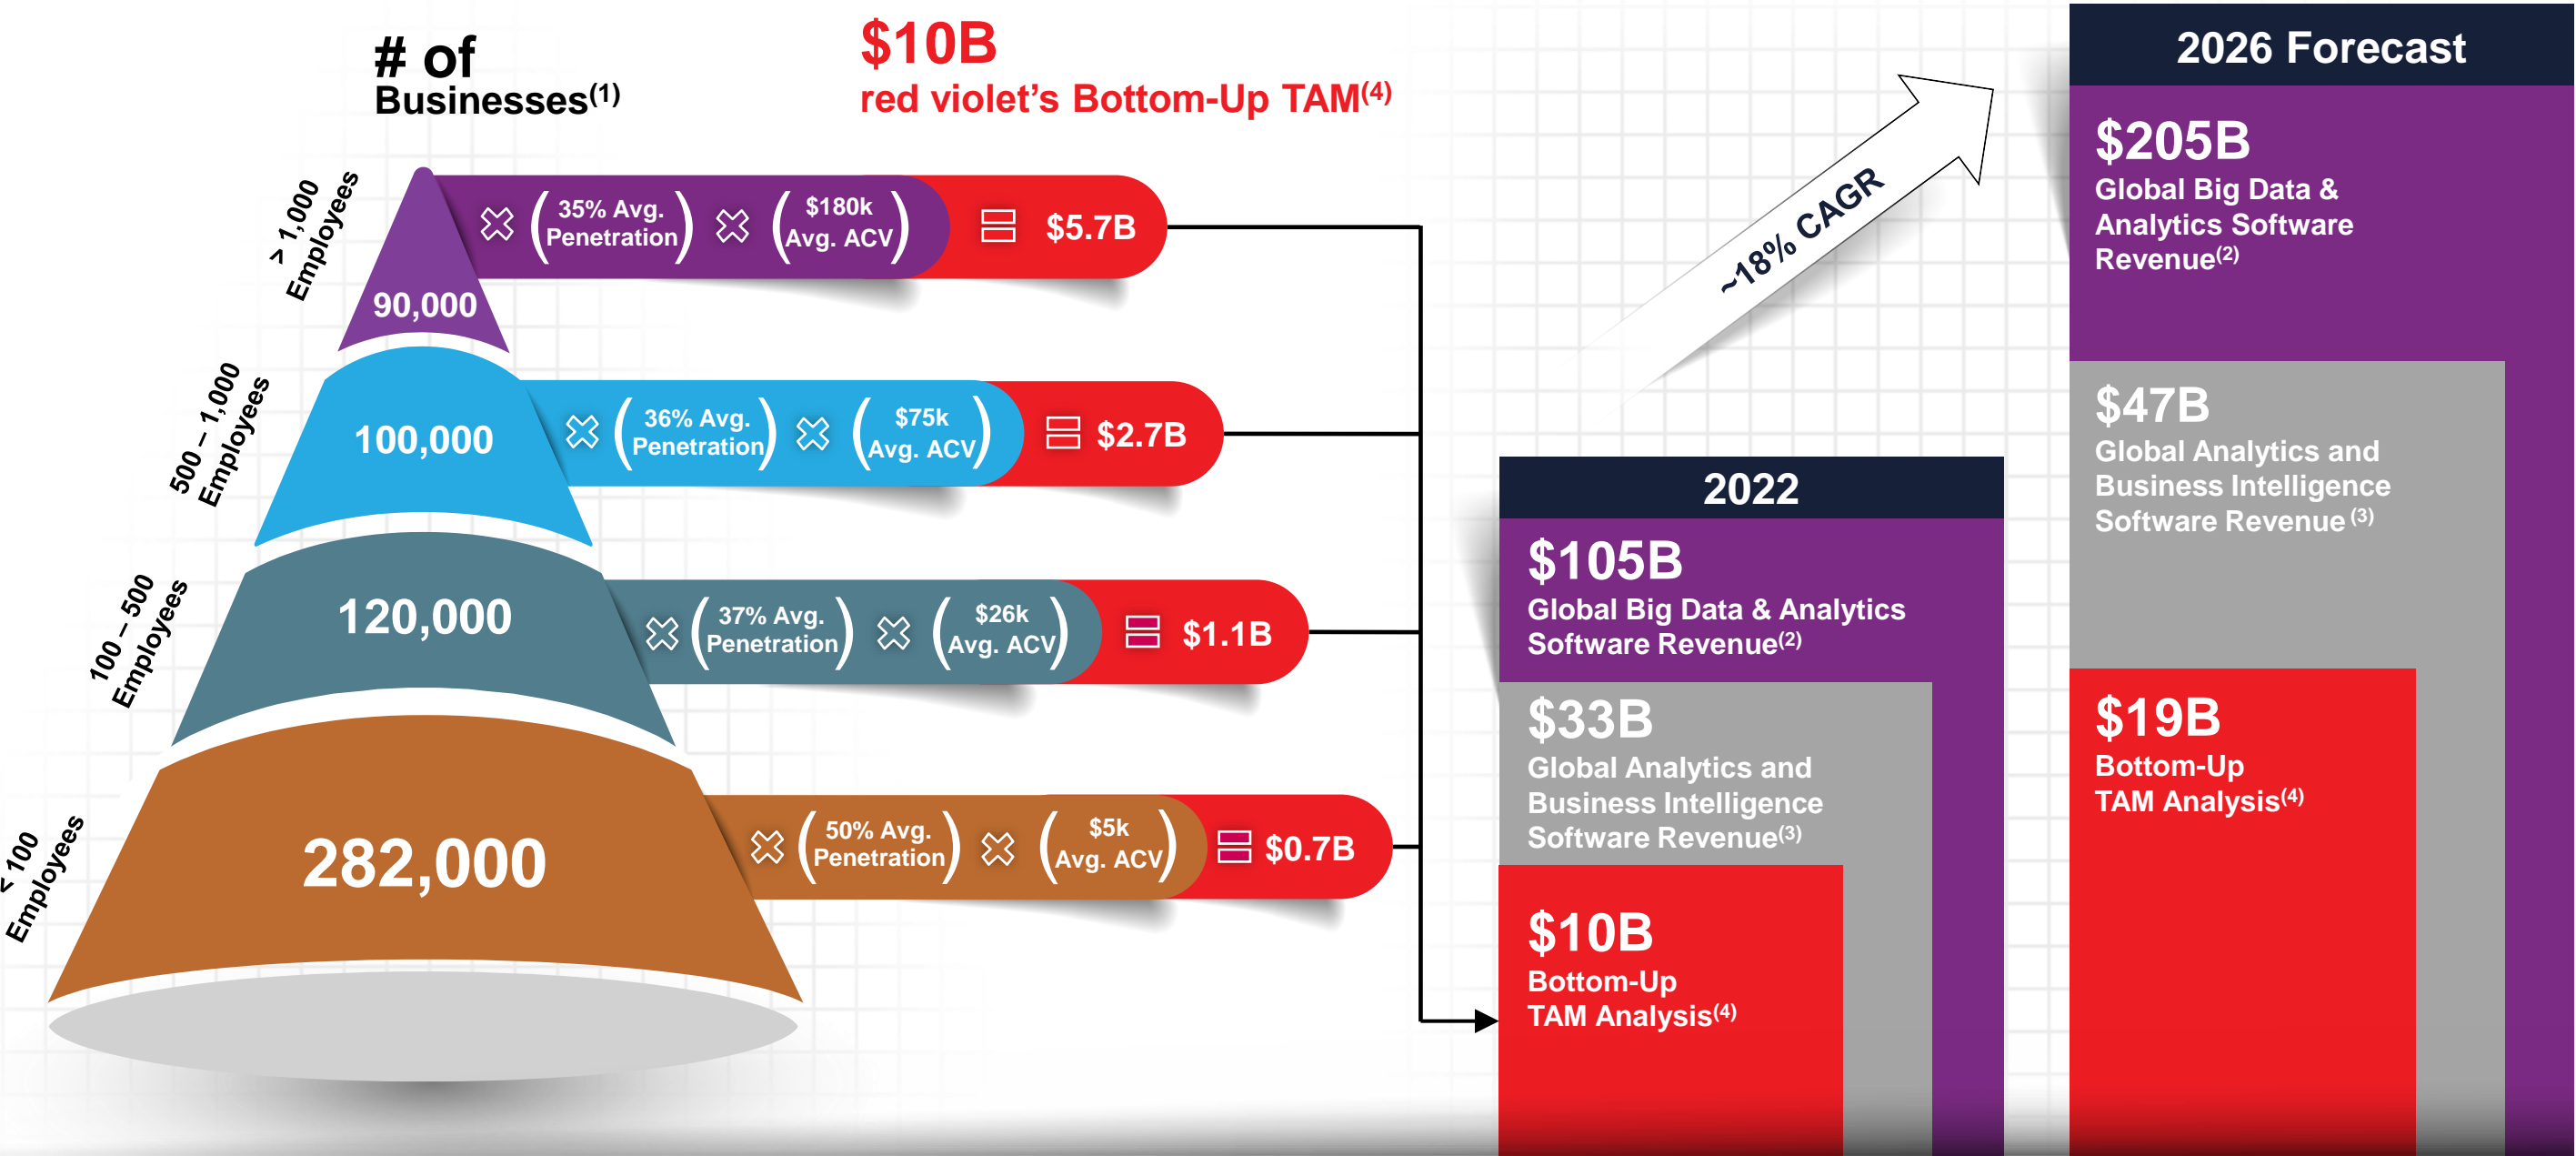 # of
Businesses(1)
$10B
red violet's Bottom-Up TAM(4)
> 1,000
Employees
90,000
35% Avg.
Penetration
$180k
Avg. ACV
$5.7B
500 – 1,000
Employees
100,000
36% Avg.
Penetration
$75k
Avg. ACV
$2.7B
100 – 500
Employees
120,000
37% Avg.
Penetration
$26k
Avg. ACV
$1.1B
< 100
Employees
282,000
50% Avg.
Penetration
$5k
Avg. ACV
$0.7B
~18% CAGR
2022
$105B
Global Big Data & Analytics
Software Revenue(2)
$33B
Global Analytics and
Business Intelligence
Software Revenue(3)
$10B
Bottom-Up
TAM Analysis(4)
2026 Forecast
$205B
Global Big Data &
Analytics Software
Revenue(2)
$47B
Global Analytics and
Business Intelligence
Software Revenue (3)
$19B
Bottom-Up
TAM Analysis(4)